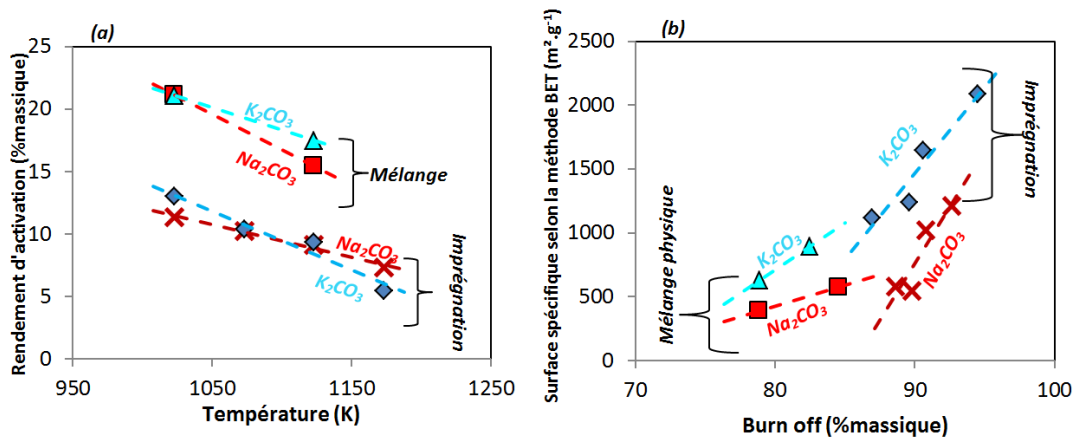 (a)
Rendement d'activation (%massique)
25
20
15
10
5
0
K₂CO₃
Na₂CO₃
Mélange
Na₂CO₃
K₂CO₃
Imprégnation
950
1050
1150
1250
Température (K)
(b)
Surface spécifique selon la méthode BET (m².g⁻¹)
2500
2000
1500
1000
500
0
K₂CO₃
Imprégnation
K₂CO₃
Na₂CO₃
Na₂CO₃
Mélange physique
70
80
90
100
Burn off (%massique)